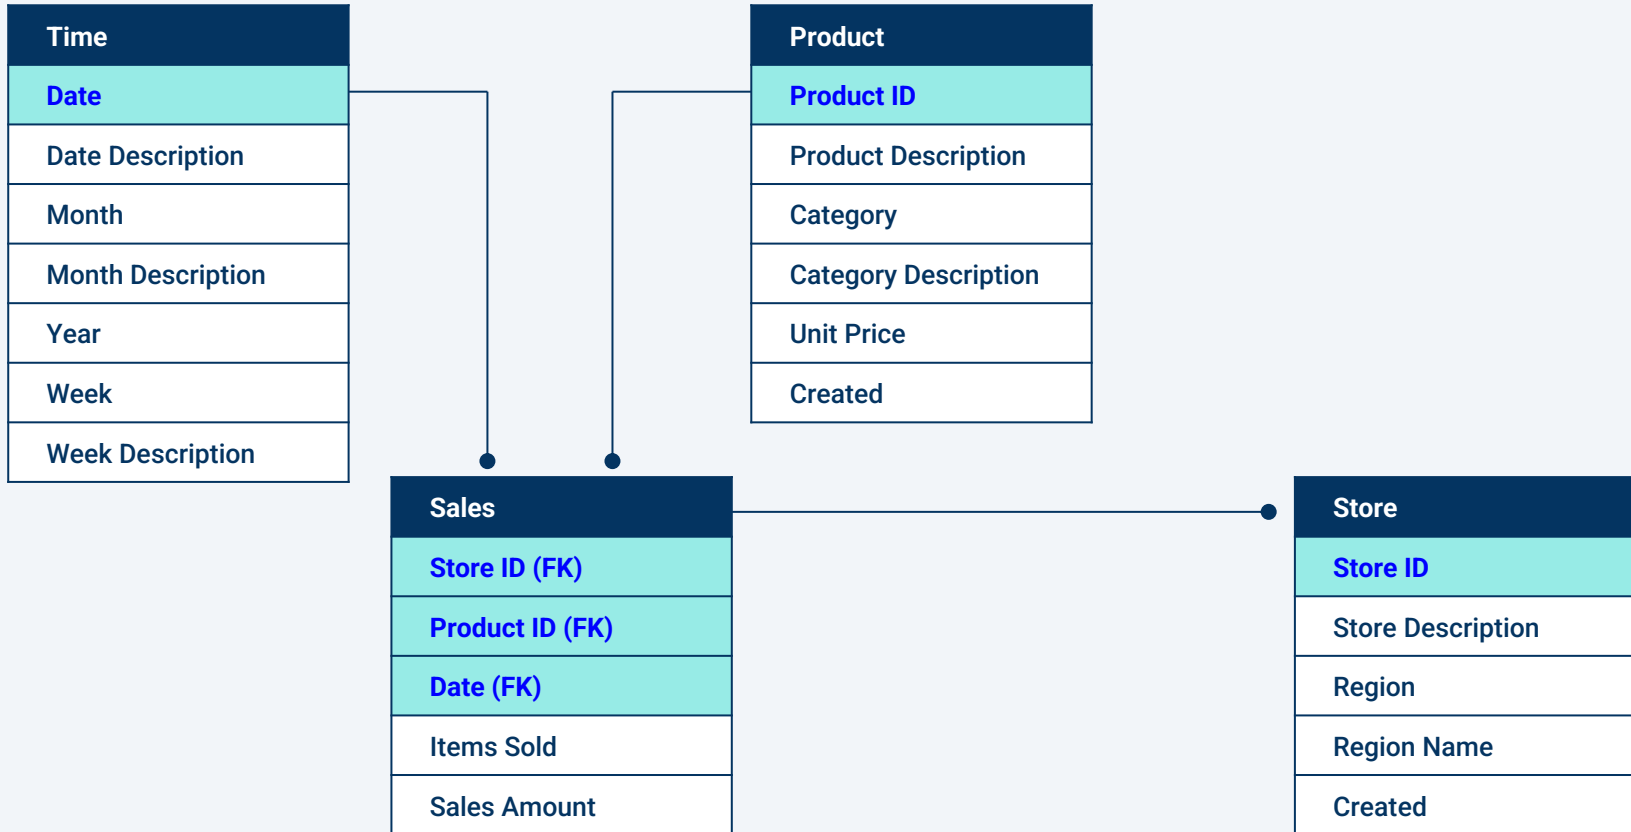 Time
Date
Date Description
Month
Month Description
Year
Week
Week Description
Product
Product ID
Product Description
Category
Category Description
Unit Price
Created
Sales
Store ID (FK)
Product ID (FK)
Date (FK)
Items Sold
Sales Amount
Store
Store ID
Store Description
Region
Region Name
Created